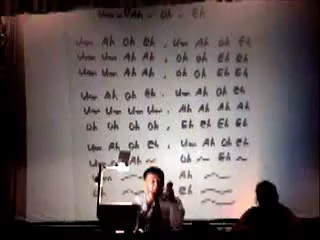 Um - Ah - Oh - Eh
Um Ah Oh Eh , Um Ah Oh Eh
Um Um Ah Ah , Oh Oh Eh Eh
Um Um Ah Ah , Oh Oh Eh Eh
Um Ah Oh Eh . Um Ah Oh Eh
Um Um Um Um , Ah Ah Ah Ah
Oh Oh Oh Oh , Eh Eh Eh Eh
Um Ah Oh Eh , Um Ah Oh Eh
Um Ah Oh Eh
Ah
Eh